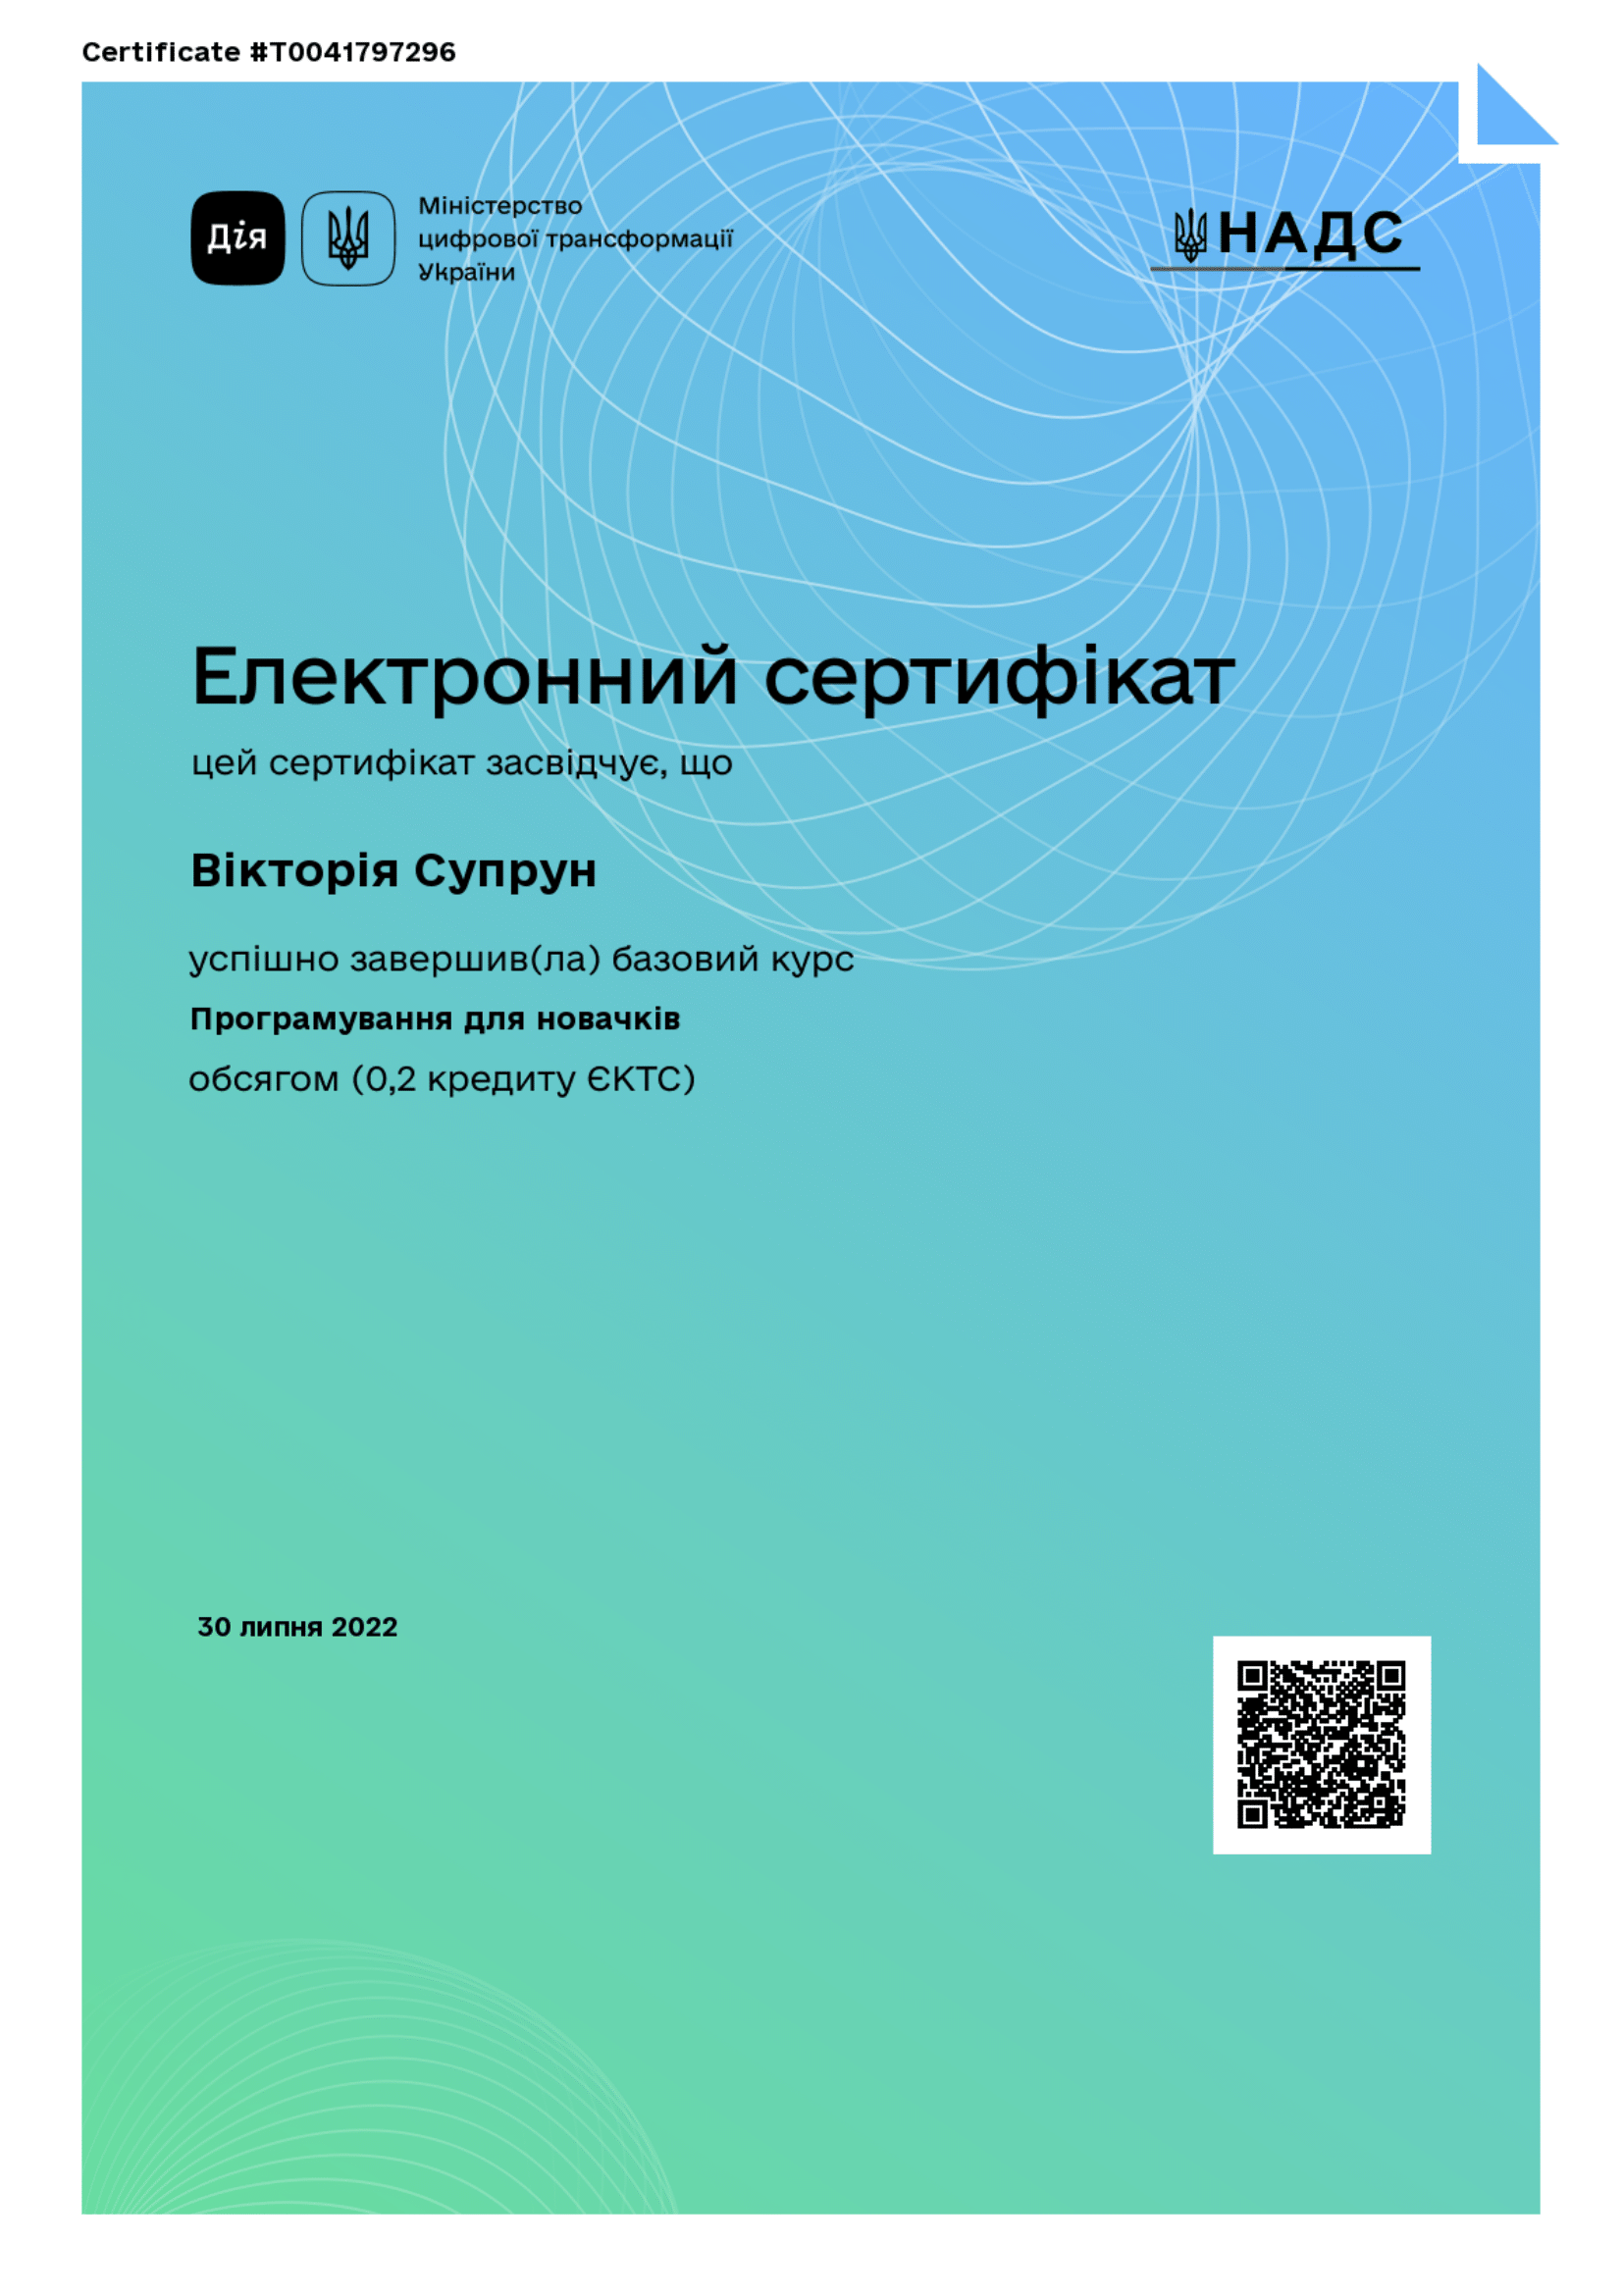 Certificate #T0041797296
Дія
Міністерство
цифрової трансформації
України
НАДС
Електронний сертифікат
цей сертифікат засвідчує, що
Вікторія Супрун
успішно завершив(ла) базовий курс
Програмування для новачків
обсягом (0,2 кредиту ЄКТС)
30 липня 2022